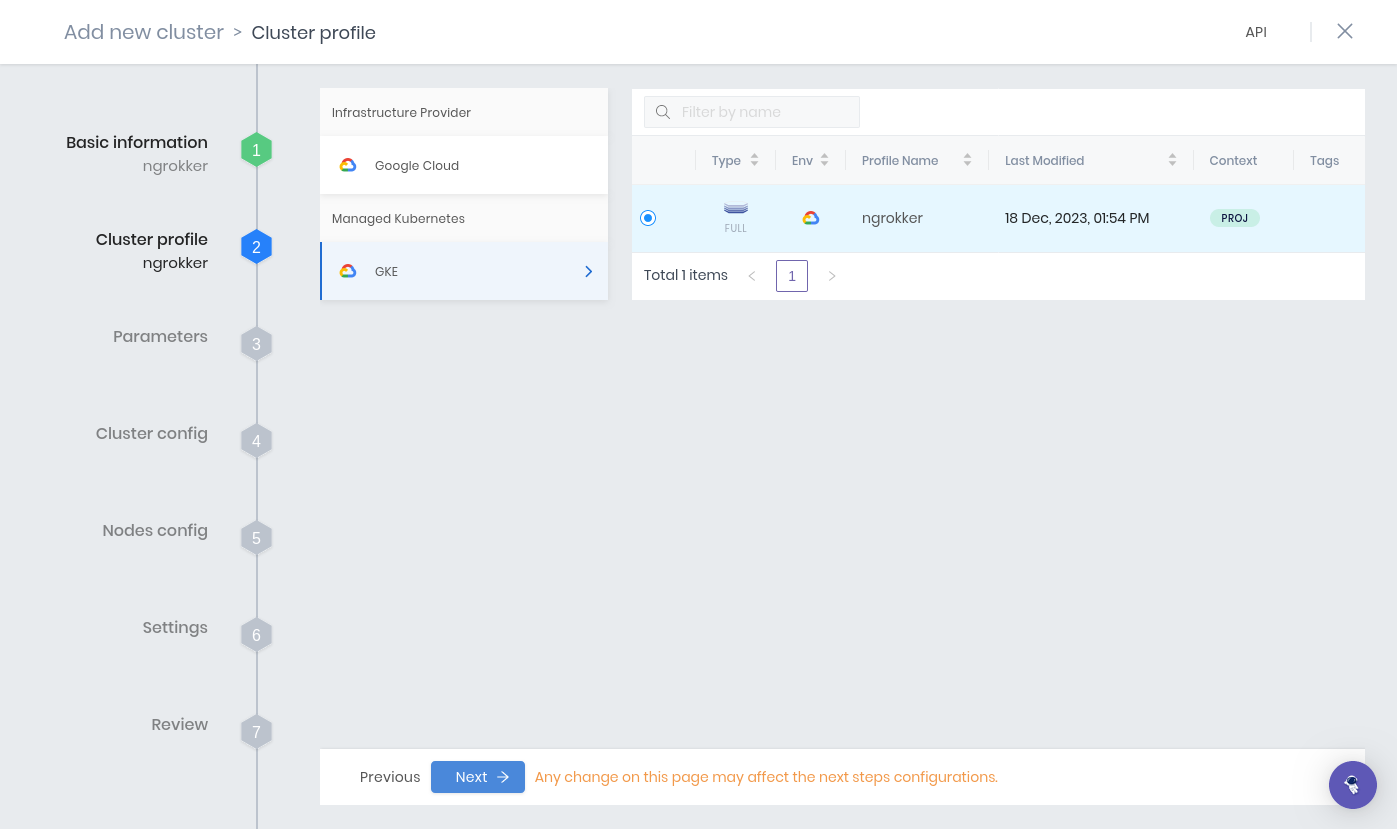 Add new cluster > Cluster profile
API
Basic information
ngrokker
1
Cluster profile
ngrokker
2
Parameters
3
Cluster config
4
Nodes config
5
Settings
6
Review
7
Infrastructure Provider
Google Cloud
Managed Kubernetes
GKE
Filter by name
Type Env Profile Name Last Modified Context Tags
FULL ngrokker 18 Dec, 2023, 01:54 PM PROJ
Total 1 items < 1 >
Previous Next → Any change on this page may affect the next steps configurations.